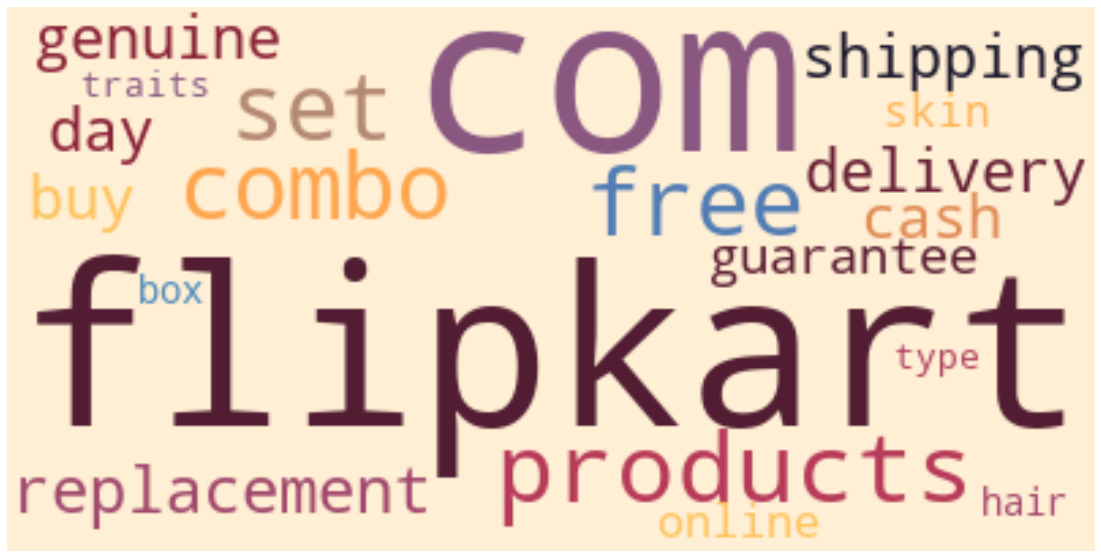 genuine
com
shipping
traits
set
skin
day
combo
free
delivery
buy
cash
guarantee
flipkart
box
type
products
replacement
online
hair